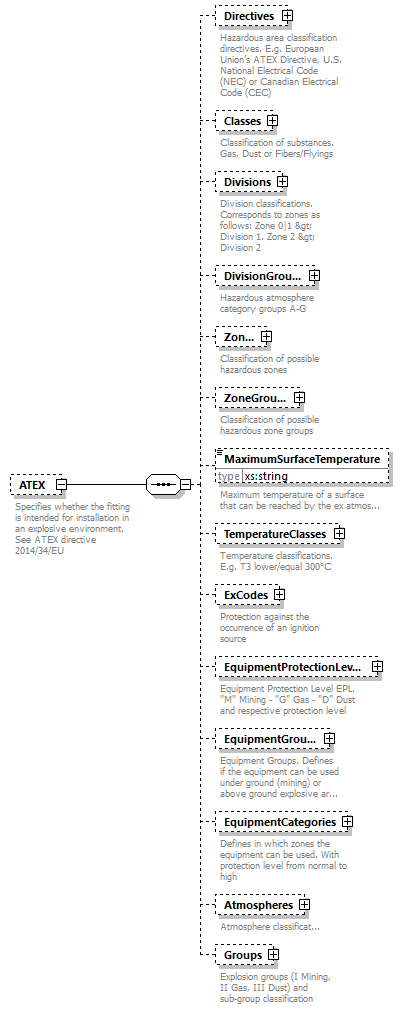 Directives
Hazardous area classification
directives. E.g. European
Union's ATEX Directive, U.S.
National Electrical Code
(NEC) or Canadian Electrical
Code (CEC)
Classes
Classification of substances.
Gas, Dust or Fibers/Flyings
Divisions
Division classifications.
Corresponds to zones as
follows: Zone 0|1 &gt;
Division 1. Zone 2 &gt;
Division 2
DivisionGrou...
Hazardous atmosphere
category groups A-G
Zon...
Classification of possible
hazardous zones
ZoneGrou...
Classification of possible
hazardous zone groups
MaximumSurfaceTemperature
type xs:string
Maximum temperature of a surface
that can be reached by the ex atmos...
ATEX
Specifies whether the fitting
is intended for installation in
an explosive environment.
See ATEX directive
2014/34/EU
TemperatureClasses
Temperature classifications.
E.g. T3 lower/equal 300°C
ExCodes
Protection against the
occurrence of an ignition
source
EquipmentProtectionLev...
Equipment Protection Level EPL.
"M" Mining - "G" Gas - "D" Dust
and respective protection level
EquipmentGrou...
Equipment Groups. Defines
if the equipment can be used
under ground (mining) or
above ground explosive ar...
EquipmentCategories
Defines in which zones the
equipment can be used. With
protection level from normal to
high
Atmospheres
Atmosphere classificat...
Groups
Explosion groups (I Mining,
II Gas, III Dust) and
sub-group classification